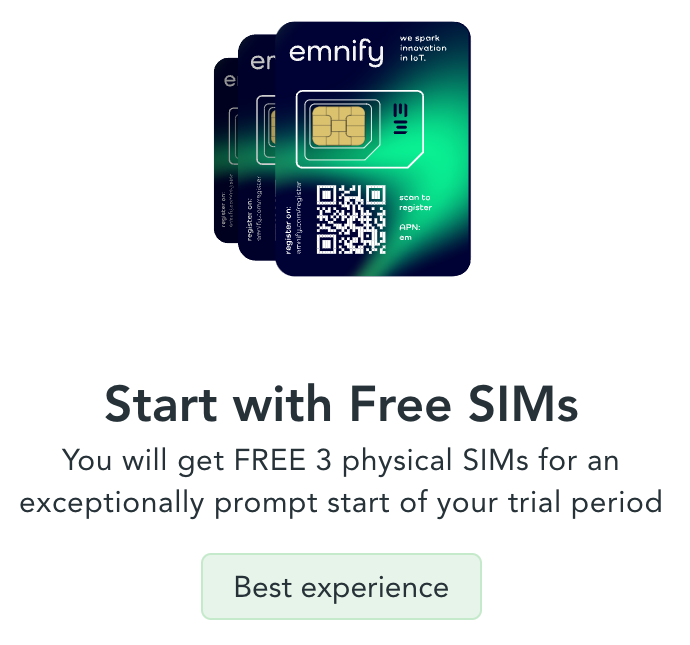 emnify
we spark
innovation
in IoT.
register on:
emnify.com/register
scan to
register
APN:
em
Start with Free SIMs
You will get FREE 3 physical SIMs for an
exceptionally prompt start of your trial period
Best experience